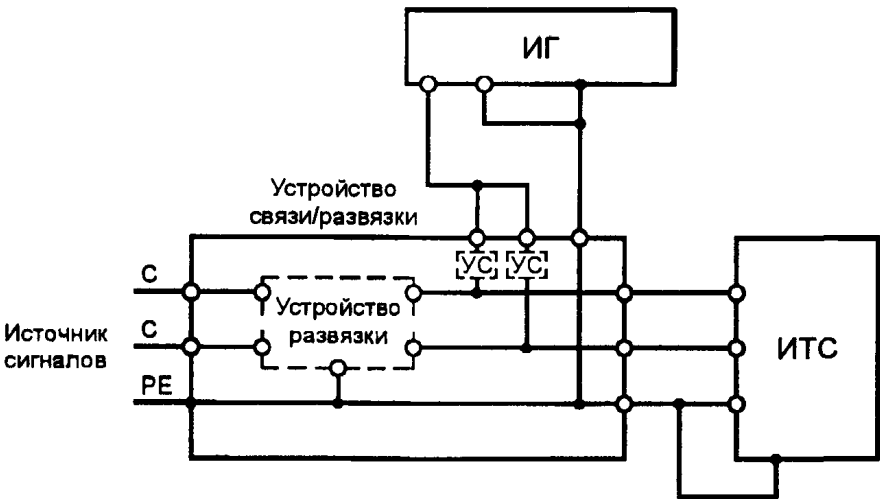 ИГ
Устройство
связи/развязки
УС УС
С
Устройство
развязки
Источник
сигналов
С
ИТС
PE